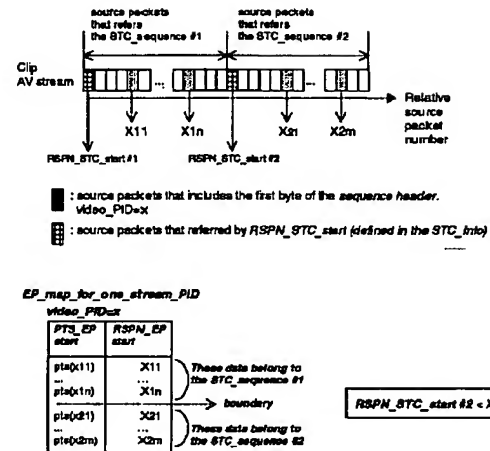 source packets
that refers
the STC_sequence #1
source packets
that refers
the STC_sequence #2
Clip
AV stream
...
...
Relative
source
packet
number
X11
X1n
X21
X2m
RSPN_STC_start #1
RSPN_STC_start #2
: source packets that includes the first byte of the sequence header.
video_PID=x
: source packets that referred by RSPN_STC_start (defined in the STC_Info)
EP_map_for_one_stream_PID
video_PID=x
PTS_EP
start
RSPN_EP
start
pts(x11)
X11
...
...
pts(x1n)
X1n
These data belong to
the STC_sequence #1
boundary
pts(x21)
X21
...
...
pts(x2m)
X2m
These data belong to
the STC_sequence #2
RSPN_STC_start #2 < X